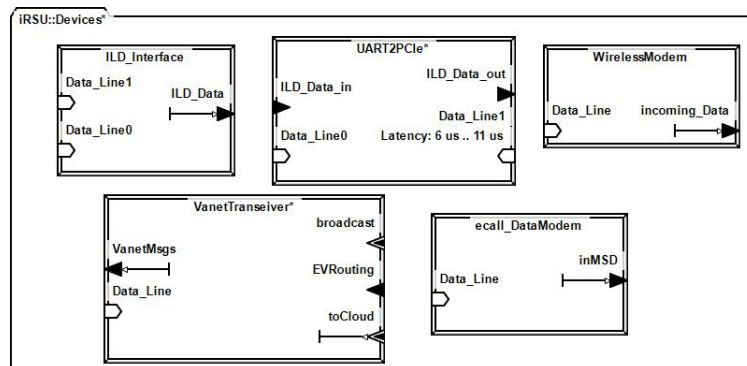 iRSU::Devices*
ILD_Interface
Data_Line1
ILD_Data
Data_Line0
UART2PCIe*
ILD_Data_in
ILD_Data_out
Data_Line1
Data_Line0
Latency: 6 us .. 11 us
WirelessModem
Data_Line
incoming_Data
VanetTranseiver*
broadcast
VanetMsgs
EVRouting
Data_Line
toCloud
ecall_DataModem
inMSD
Data_Line